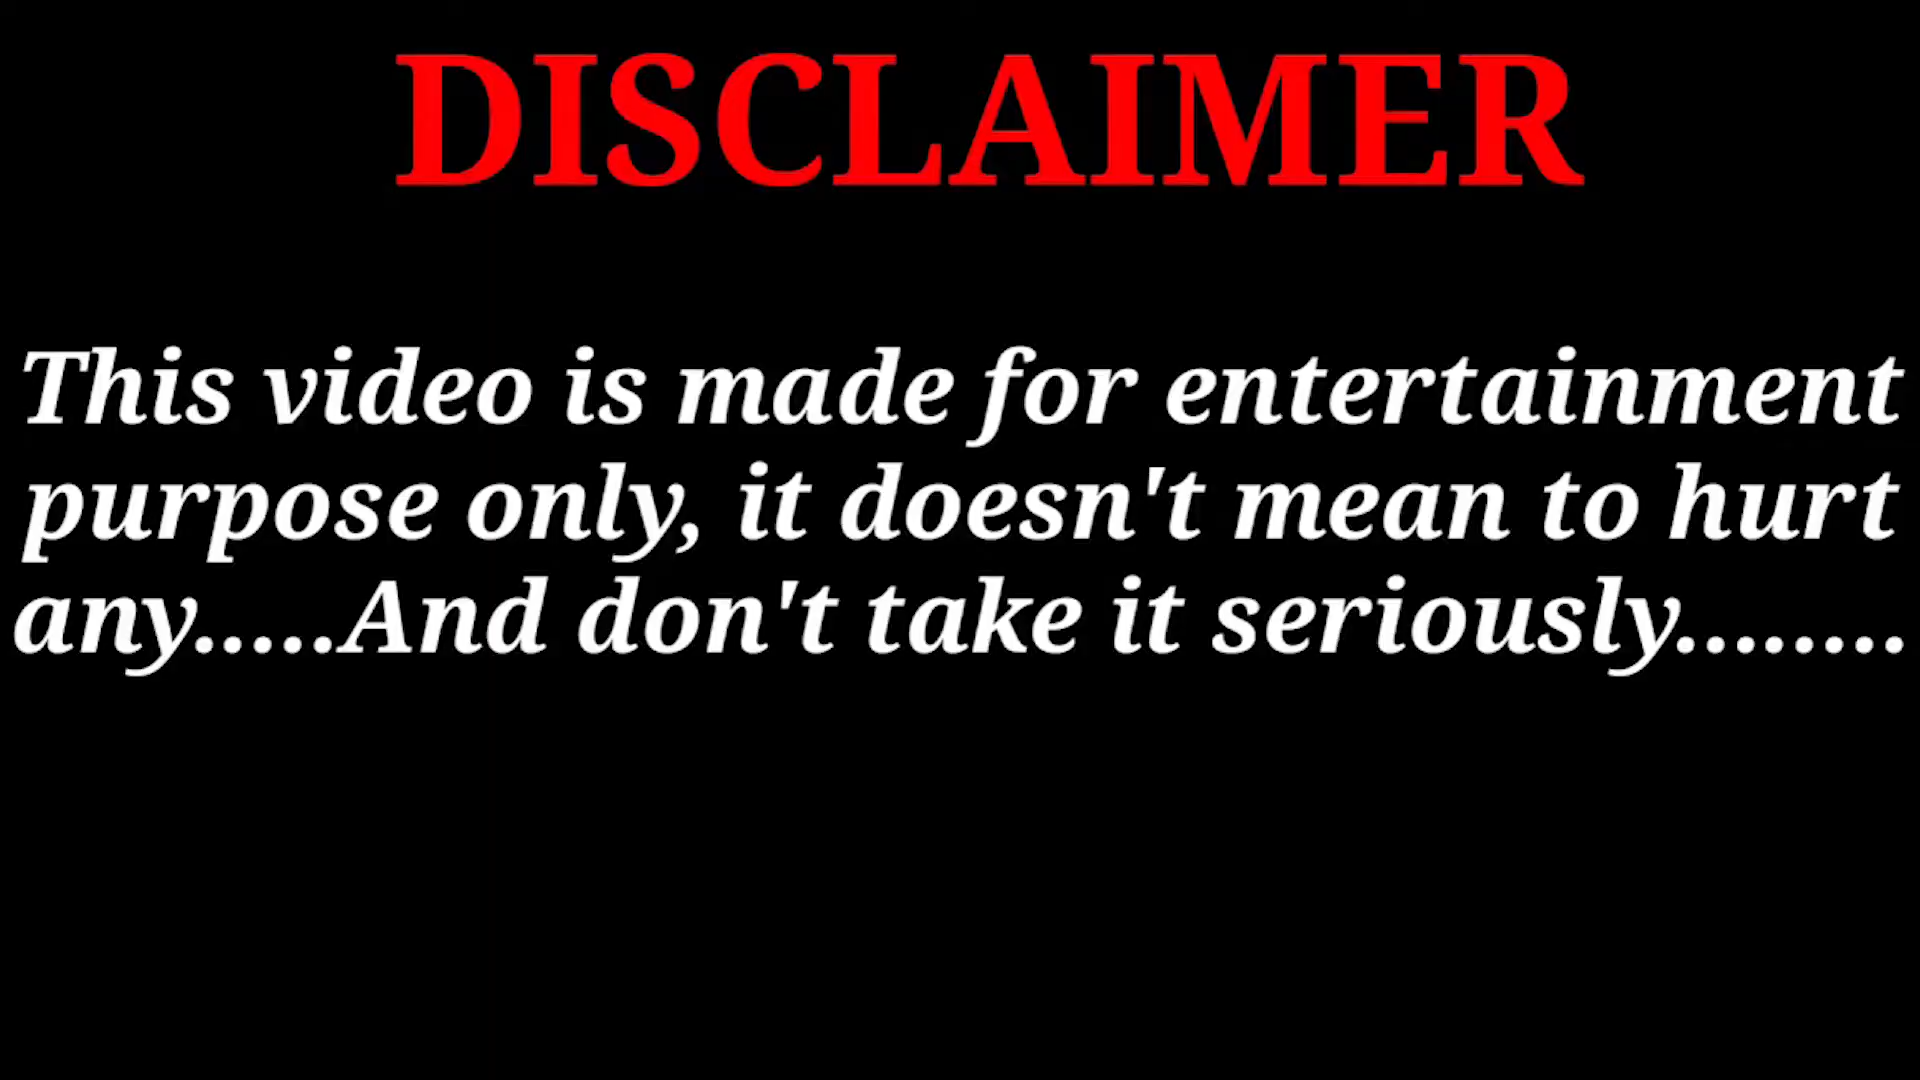 DISCLAIMER
This video is made for entertainment
purpose only, it doesn't mean to hurt
any.....And don't take it seriously........